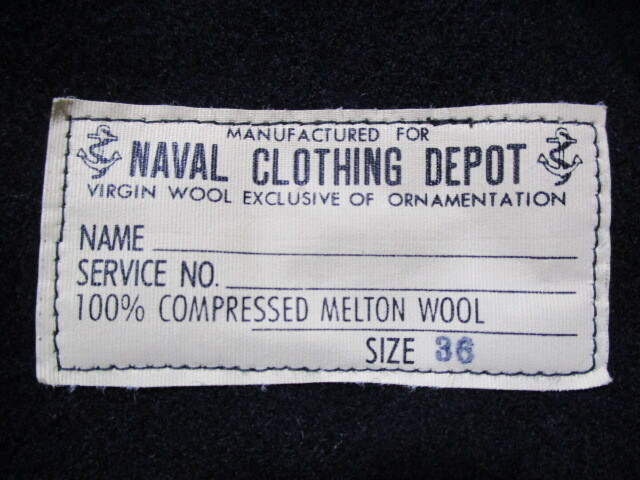 MANUFACTURED FOR
NAVAL CLOTHING DEPOT
VIRGIN WOOL EXCLUSIVE OF ORNAMENTATION
NAME
SERVICE NO.
100% COMPRESSED MELTON WOOL
SIZE 36